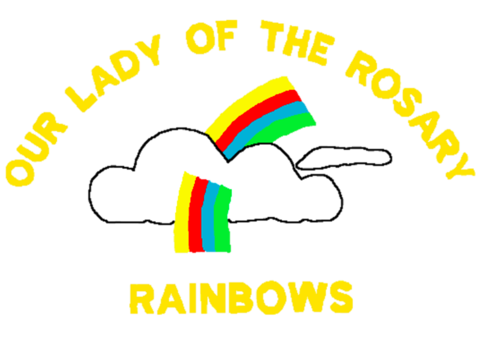 OUR LADY OF THE ROSARY
RAINBOWS